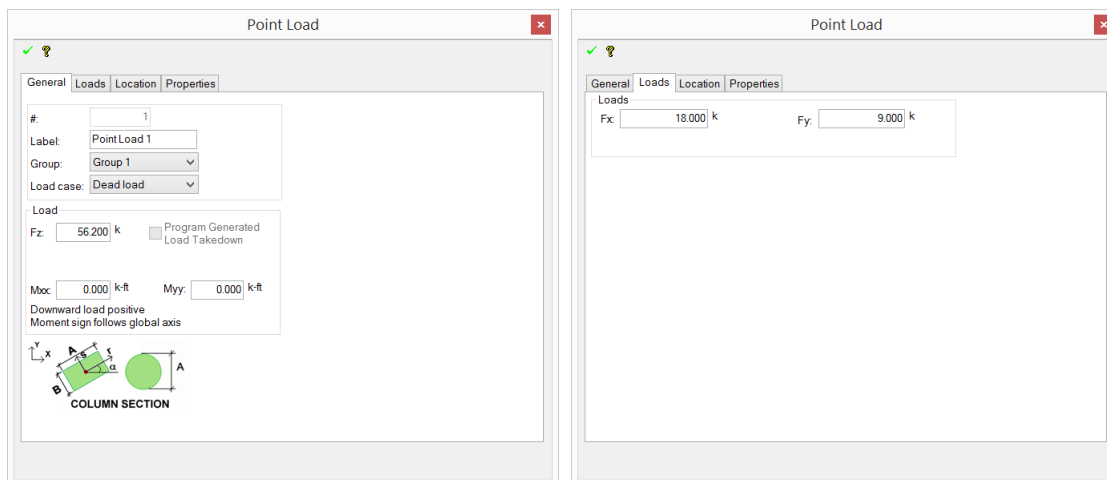 Point Load
×
?
General Loads Location Properties
#: 1
Label: Point Load 1
Group: Group 1
Load case: Dead load
Load
Fz: 56.200 k
Program Generated
Load Takedown
Mxx: 0.000 k-ft Myy: 0.000 k-ft
Downward load positive
Moment sign follows global axis
Y
X
A
s
r
α
B
A
COLUMN SECTION
Point Load
×
?
General Loads Location Properties
Loads
Fx: 18.000 k Fy: 9.000 k